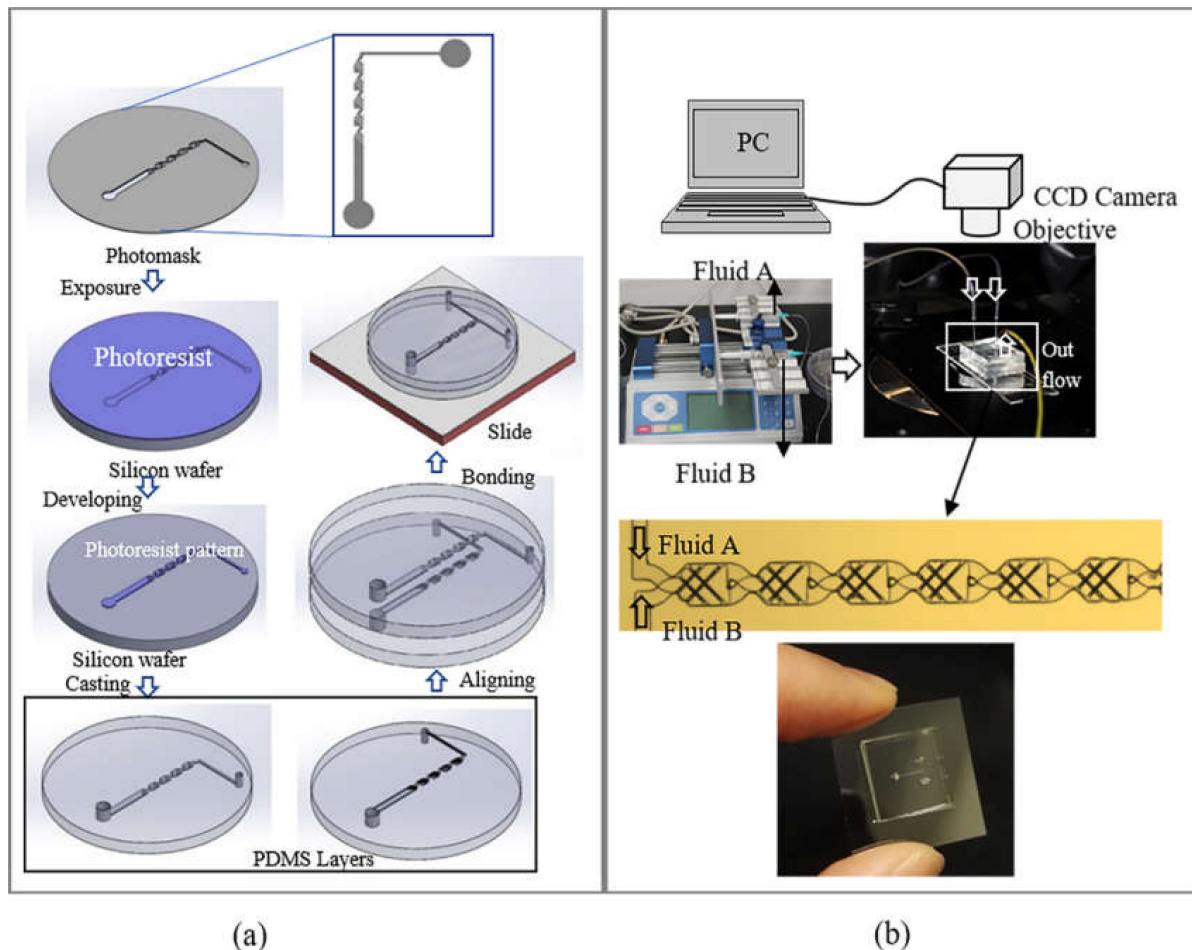 Photomask
Exposure
Photoresist
Silicon wafer
Developing
Photoresist pattern
Silicon wafer
Casting
PDMS Layers
Aligning
Bonding
Slide
(a)
PC
CCD Camera
Objective
Fluid A
Out
flow
Fluid B
Fluid A
Fluid B
(b)